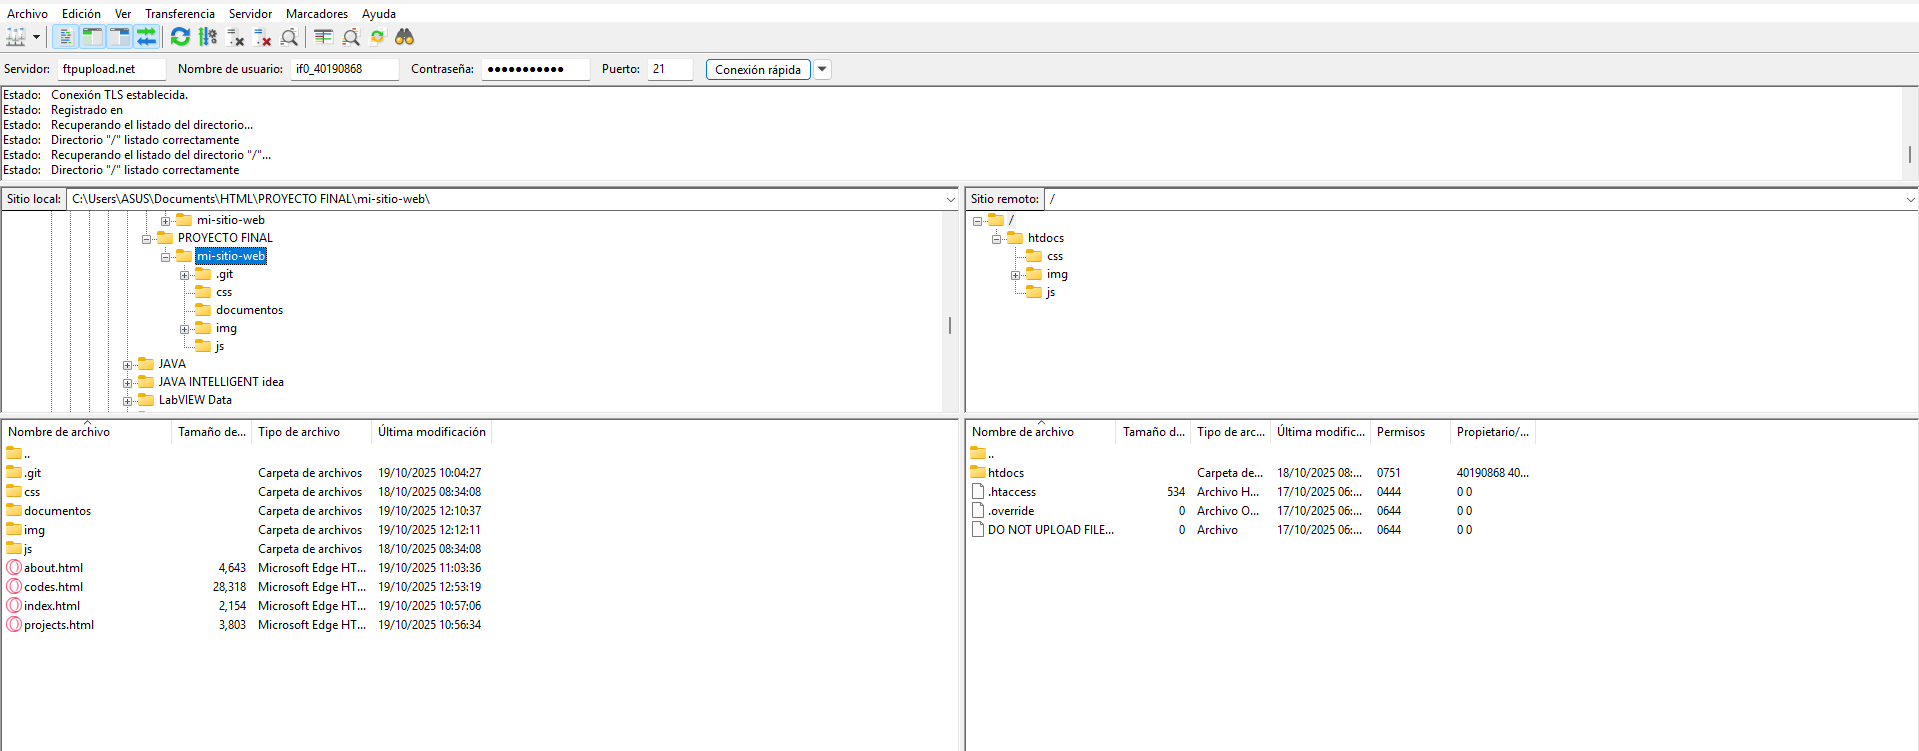 Archivo Edición Ver Transferencia Servidor Marcadores Ayuda
Servidor: ftpupload.net Nombre de usuario: if0_40190868 Contraseña: ●●●●●●●●●●● Puerto: 21 Conexión rápida
Estado: Conexión TLS establecida.
Estado: Registrado en
Estado: Recuperando el listado del directorio...
Estado: Directorio "/" listado correctamente
Estado: Recuperando el listado del directorio "/"...
Estado: Directorio "/" listado correctamente
Sitio local: C:\Users\ASUS\Documents\HTML\PROYECTO FINAL\mi-sitio-web\
mi-sitio-web
PROYECTO FINAL
mi-sitio-web
.git
css
documentos
img
js
JAVA
JAVA INTELLIGENT idea
LabVIEW Data
Sitio remoto: /
/
htdocs
css
img
js
Nombre de archivo Tamaño de... Tipo de archivo Última modificación
..
.git Carpeta de archivos 19/10/2025 10:04:27
css Carpeta de archivos 18/10/2025 08:34:08
documentos Carpeta de archivos 19/10/2025 12:10:37
img Carpeta de archivos 19/10/2025 12:12:11
js Carpeta de archivos 18/10/2025 08:34:08
about.html 4,643 Microsoft Edge HT... 19/10/2025 11:03:36
codes.html 28,318 Microsoft Edge HT... 19/10/2025 12:53:19
index.html 2,154 Microsoft Edge HT... 19/10/2025 10:57:06
projects.html 3,803 Microsoft Edge HT... 19/10/2025 10:56:34
Nombre de archivo Tamaño d... Tipo de arc... Última modific... Permisos Propietario/...
..
htdocs Carpeta de... 18/10/2025 08:... 0751 40190868 40...
.htaccess 534 Archivo H... 17/10/2025 06:... 0444 0 0
.override 0 Archivo O... 17/10/2025 06:... 0644 0 0
DO NOT UPLOAD FILE... 0 Archivo 17/10/2025 06:... 0644 0 0